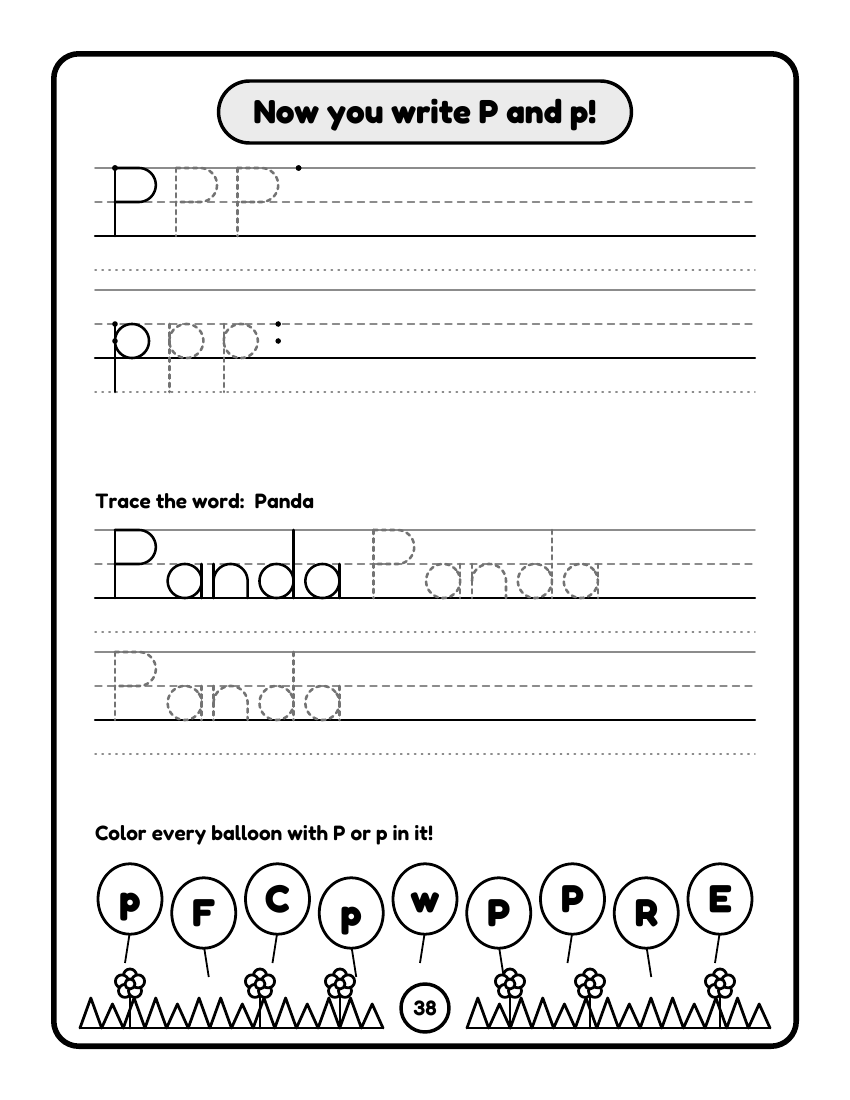 Now you write P and p!
P P P
p p p
Trace the word: Panda
Panda Panda
Panda
Color every balloon with P or p in it!
p F C p w P P R E
38